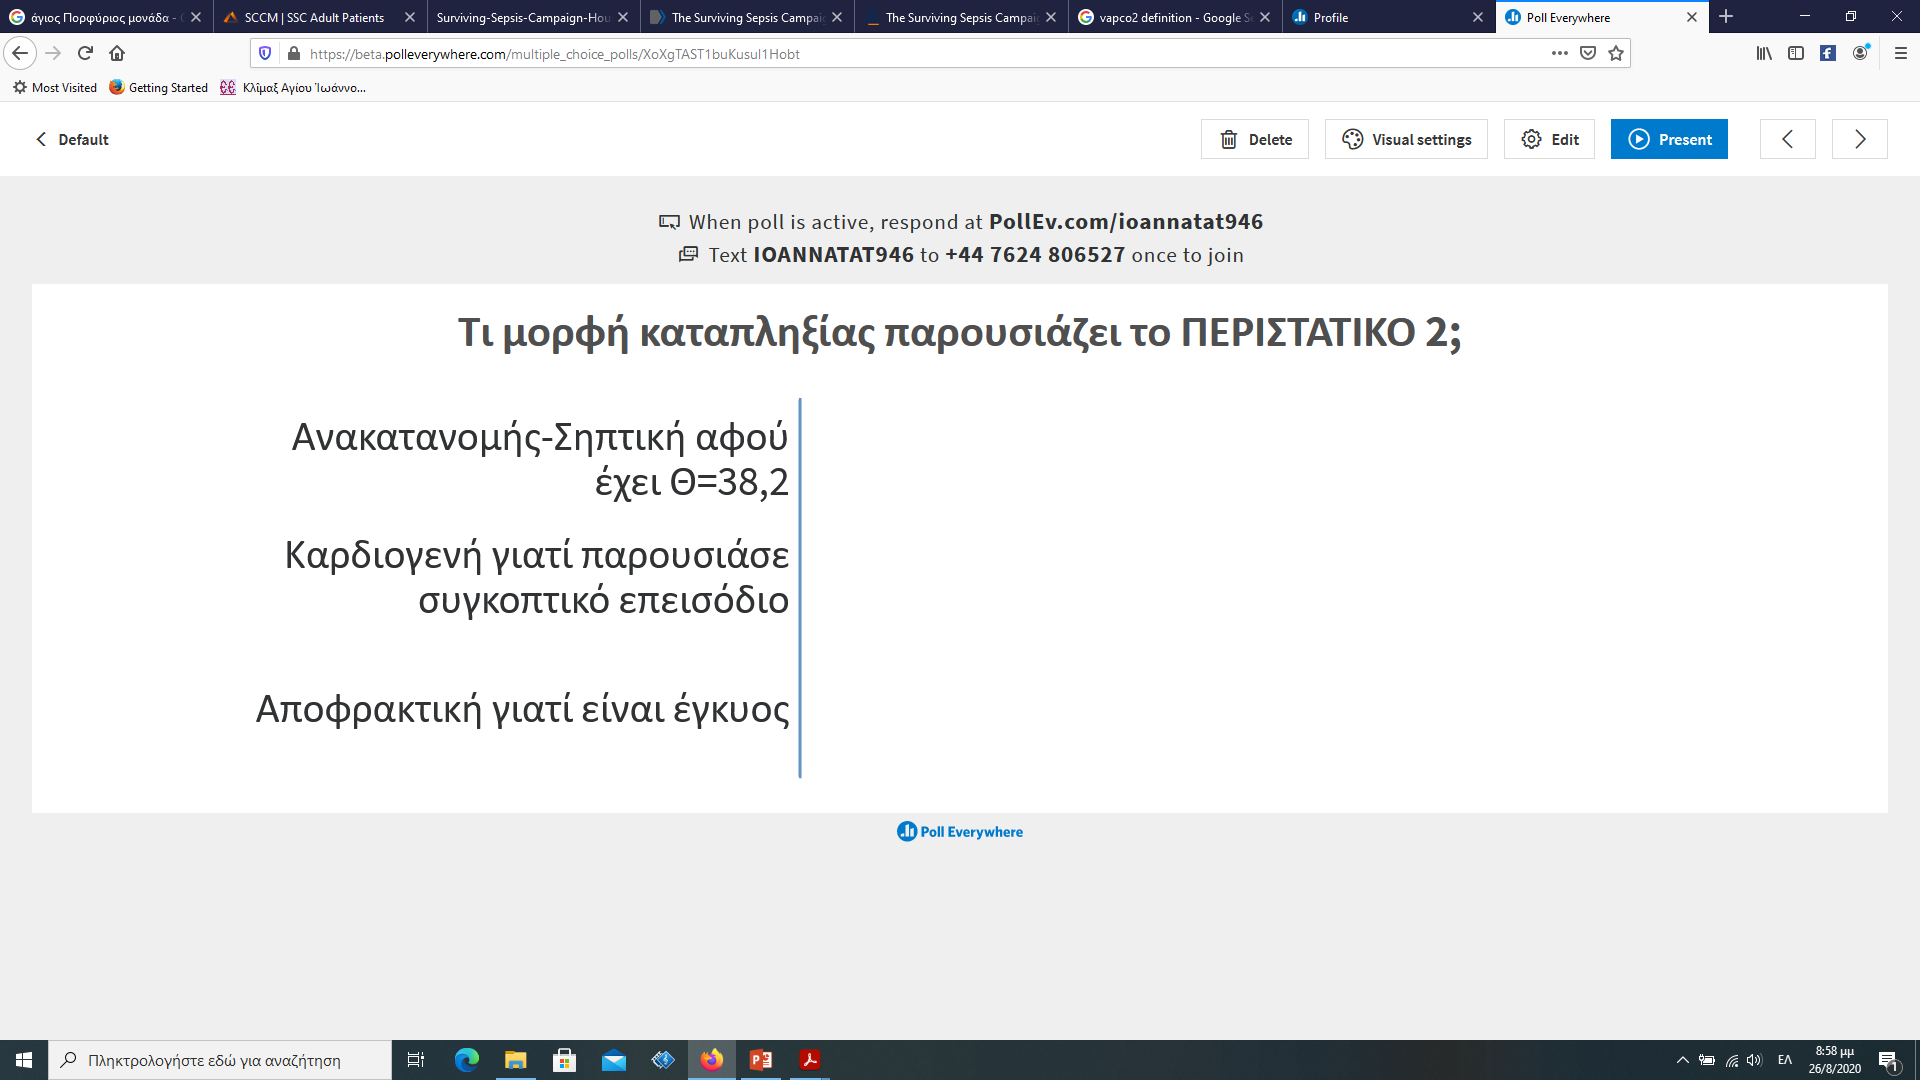 άγιος Πορφύριος μονάδα - G
SCCM | SSC Adult Patients
Surviving-Sepsis-Campaign-Hou
The Surviving Sepsis Campai
The Surviving Sepsis Campai
vapco2 definition - Google Se
Profile
Poll Everywhere
https://beta.polleverywhere.com/multiple_choice_polls/XoXgTAST1buKusul1Hobt
Most Visited
Getting Started
Κλῖμαξ Αγίου Ἰωάννο...
Default
Delete
Visual settings
Edit
Present
When poll is active, respond at PollEv.com/ioannatat946
Text IOANNATAT946 to +44 7624 806527 once to join
Τι μορφή καταπληξίας παρουσιάζει το ΠΕΡΙΣΤΑΤΙΚΟ 2;
Ανακατανομής-Σηπτική αφού
έχει Θ=38,2
Καρδιογενή γιατί παρουσιάσε
συγκοπτικό επεισόδιο
Αποφρακτική γιατί είναι έγκυος
Poll Everywhere
Πληκτρολογήστε εδώ για αναζήτηση
ΕΛ
8:58 μμ
26/8/2020
1